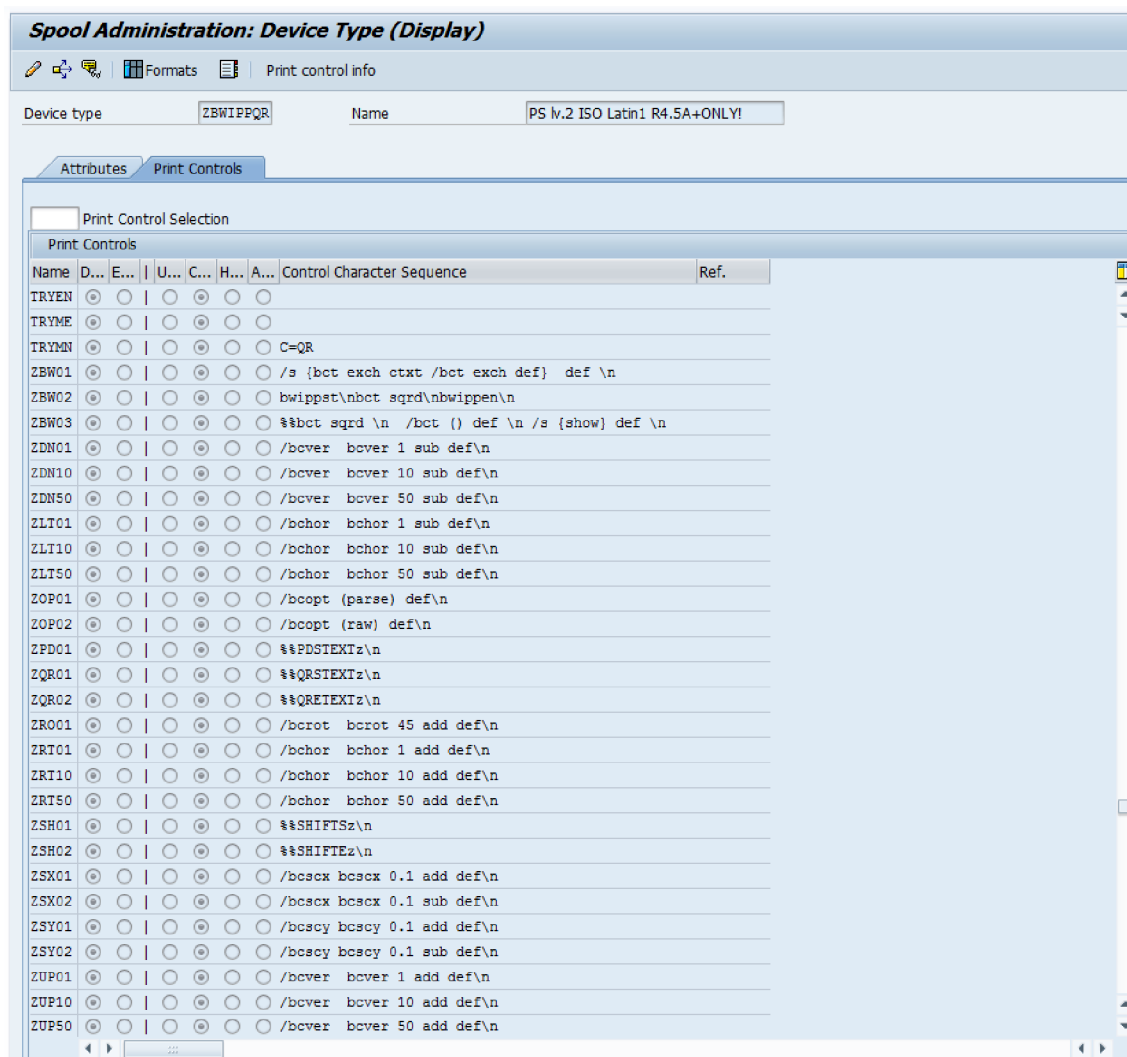 Spool Administration: Device Type (Display)
Formats Print control info
Device type ZBWIPPQR Name PS lv.2 ISO Latin1 R4.5A+ONLY!
Attributes Print Controls
Print Control Selection
Print Controls
Name D... E... | U... C... H... A... Control Character Sequence Ref.
TRYEN |
TRYME |
TRYMN | C=QR
ZBW01 | /s {bct exch ctxt /bct exch def}  def \n
ZBW02 | bwippst\nbct sqrd\nbwippen\n
ZBW03 | %%bct sqrd \n  /bct () def \n /s {show} def \n
ZDN01 | /bcver  bcver 1 sub def\n
ZDN10 | /bcver  bcver 10 sub def\n
ZDN50 | /bcver  bcver 50 sub def\n
ZLT01 | /bchor  bchor 1 sub def\n
ZLT10 | /bchor  bchor 10 sub def\n
ZLT50 | /bchor  bchor 50 sub def\n
ZOP01 | /bcopt (parse) def\n
ZOP02 | /bcopt (raw) def\n
ZPD01 | %%PDSTEXTz\n
ZQR01 | %%QRSTEXTz\n
ZQR02 | %%QRETEXTz\n
ZRO01 | /bcrot  bcrot 45 add def\n
ZRT01 | /bchor  bchor 1 add def\n
ZRT10 | /bchor  bchor 10 add def\n
ZRT50 | /bchor  bchor 50 add def\n
ZSH01 | %%SHIFTSz\n
ZSH02 | %%SHIFTEz\n
ZSX01 | /bcscx bcscx 0.1 add def\n
ZSX02 | /bcscx bcscx 0.1 sub def\n
ZSY01 | /bcscy bcscy 0.1 add def\n
ZSY02 | /bcscy bcscy 0.1 sub def\n
ZUP01 | /bcver  bcver 1 add def\n
ZUP10 | /bcver  bcver 10 add def\n
ZUP50 | /bcver  bcver 50 add def\n